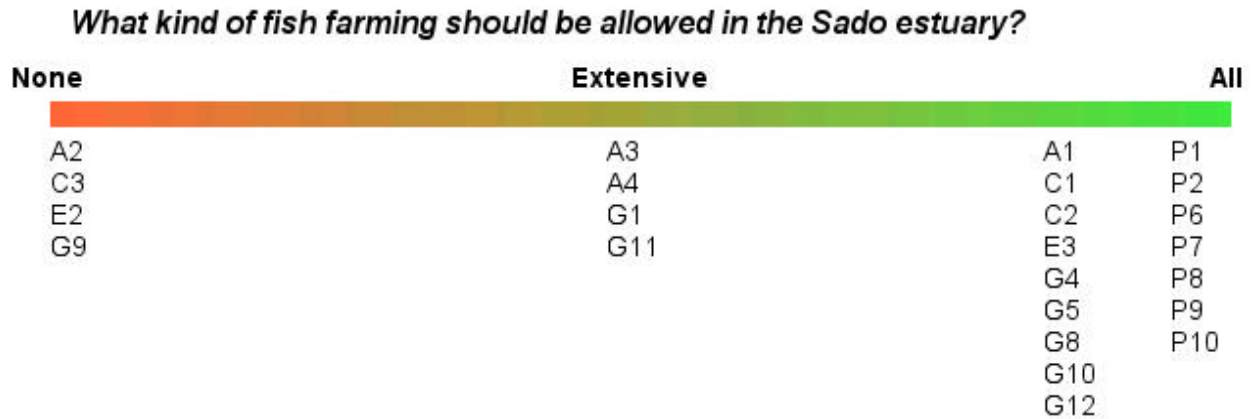 What kind of fish farming should be allowed in the Sado estuary?
None Extensive All
A2 A3 A1 P1
C3 A4 C1 P2
E2 G1 C2 P6
G9 G11 E3 P7
G4 P8
G5 P9
G8 P10
G10
G12